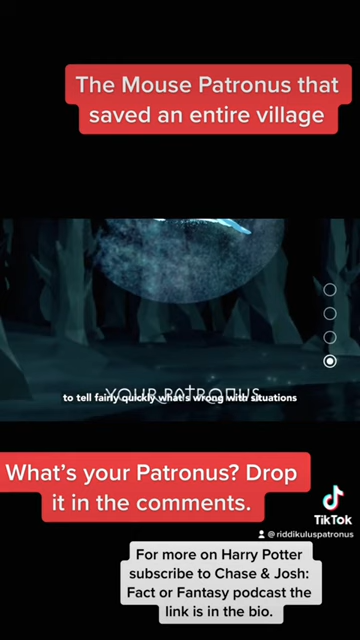 The Mouse Patronus that
saved an entire village
YOUR PATRONUS
to tell fairly quickly what's wrong with situations
What's your Patronus? Drop
it in the comments.
TikTok
@riddikuluspatronus
For more on Harry Potter
subscribe to Chase & Josh:
Fact or Fantasy podcast the
link is in the bio.